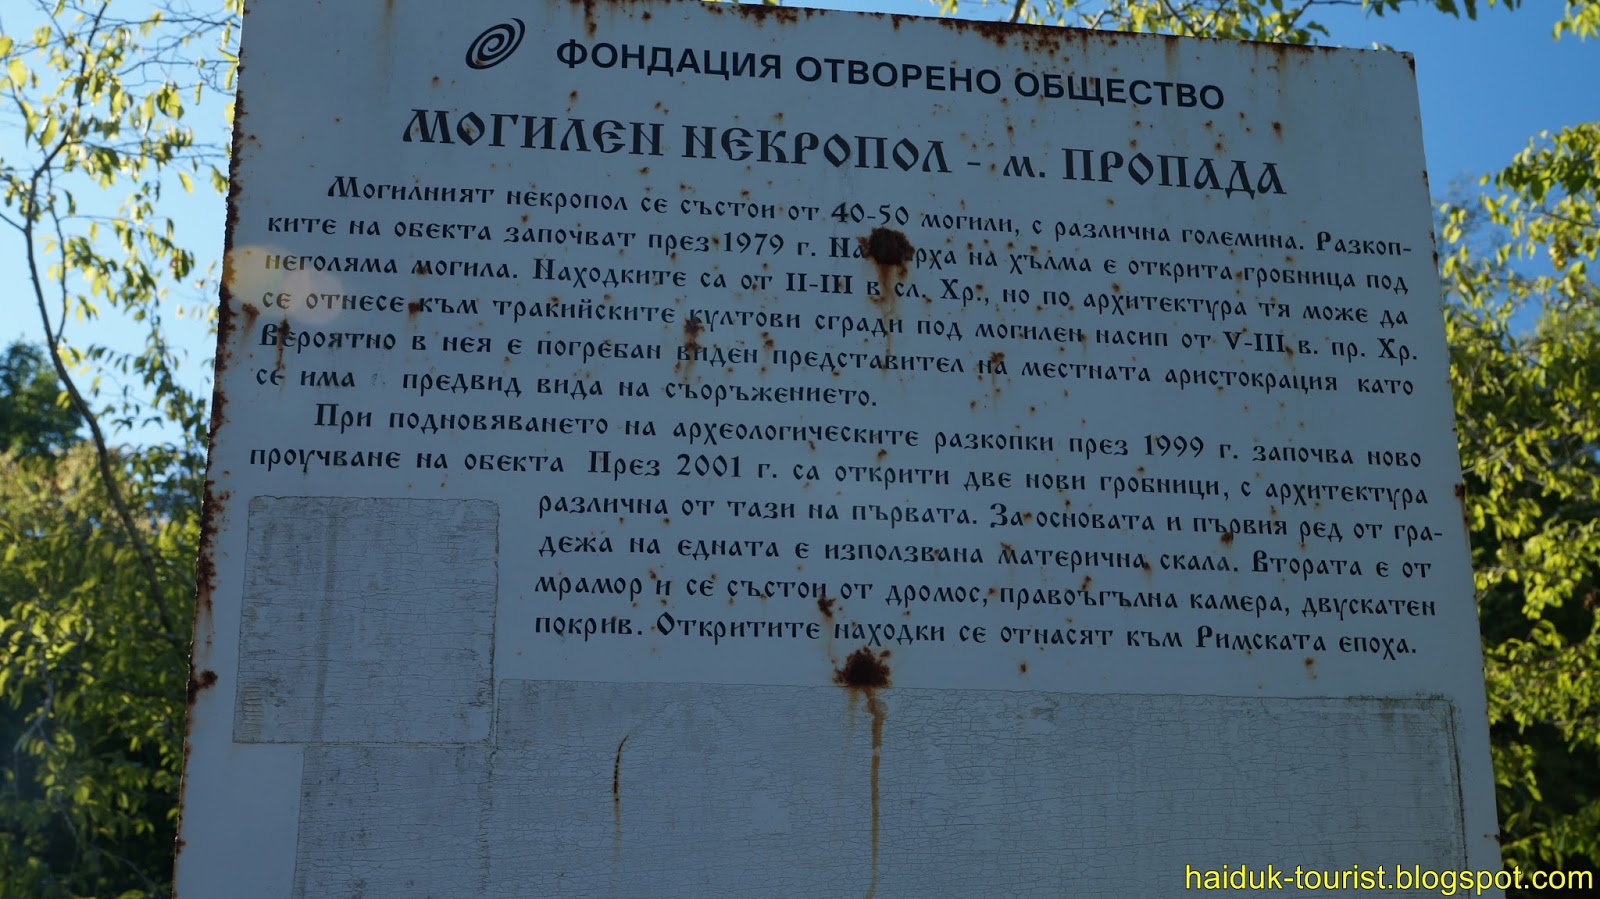 ФОНДАЦИЯ ОТВОРЕНО ОБЩЕСТВО
МОГИЛЕН НЕКРОПОЛ - м. ПРОПАДА
Могилният некропол се състои от 40-50 могили, с различна големина. Разкоп-
ките на обекта започват през 1979 г. На ърха на хълма е открита гробница под
неголяма могила. Находките са от II-III в сл. Хр., но по архитектура тя може да
се отнесе към тракийските култови сгради под могилен насип от V-III в. пр. Хр.
Вероятно в нея е погребан виден представител на местната аристокрация като
се има предвид вида на съоръжението.
При подновяването на археологическите разкопки през 1999 г. започва ново
проучване на обекта През 2001 г. са открити две нови гробници, с архитектура
различна от тази на първата. За основата и първия ред от гра-
дежа на едната е използвана матерична скала. Втората е от
мрамор и се състои от дромос, правоъгълна камера, двускатен
покрив. Откритите находки се отнасят към Римската епоха.
haiduk-tourist.blogspot.com